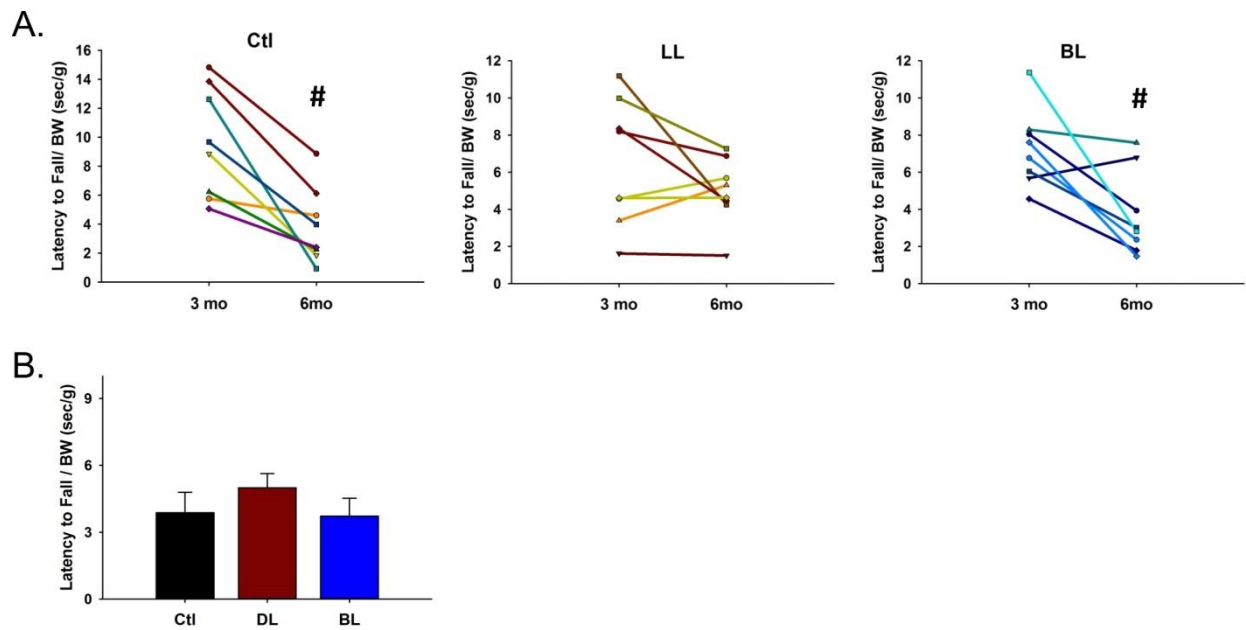 A.
Ctl
Latency to Fall/ BW (sec/g)
16
14
12
10
8
6
4
2
0
#
3 mo
6mo
LL
Latency to Fall/ BW (sec/g)
12
10
8
6
4
2
0
3 mo
6mo
BL
Latency to Fall/ BW (sec/g)
12
10
8
6
4
2
0
#
3 mo
6mo
B.
Latency to Fall / BW (sec/g)
9
6
3
0
Ctl
DL
BL